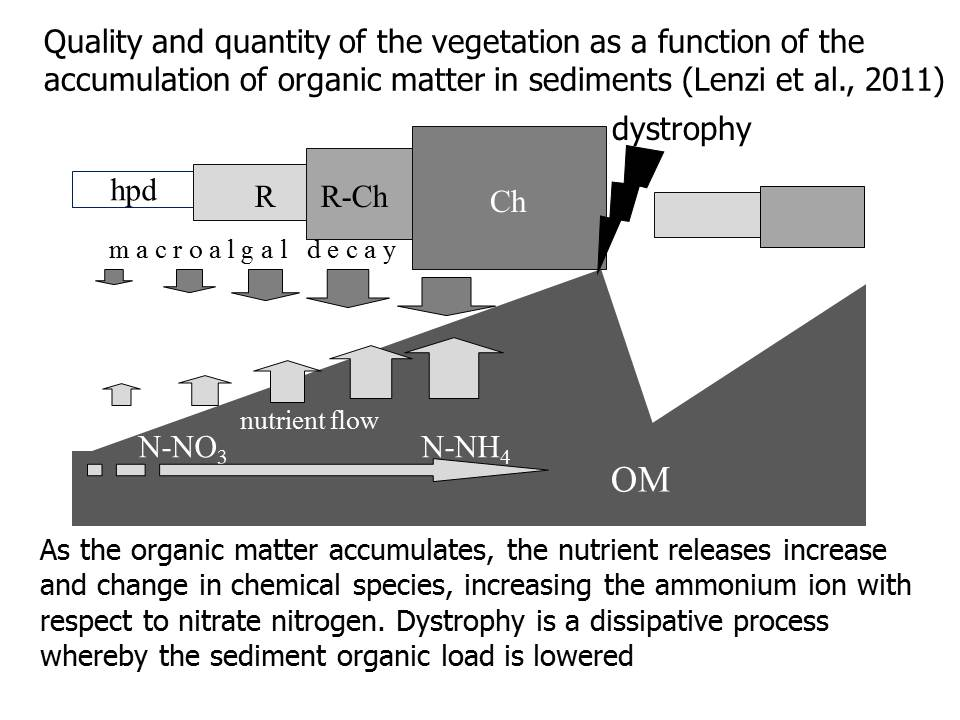 Quality and quantity of the vegetation as a function of the
accumulation of organic matter in sediments (Lenzi et al., 2011)
dystrophy
hpd
R
R-Ch
Ch
macroalgal decay
nutrient flow
N-NO₃
N-NH₄
OM
As the organic matter accumulates, the nutrient releases increase
and change in chemical species, increasing the ammonium ion with
respect to nitrate nitrogen. Dystrophy is a dissipative process
whereby the sediment organic load is lowered